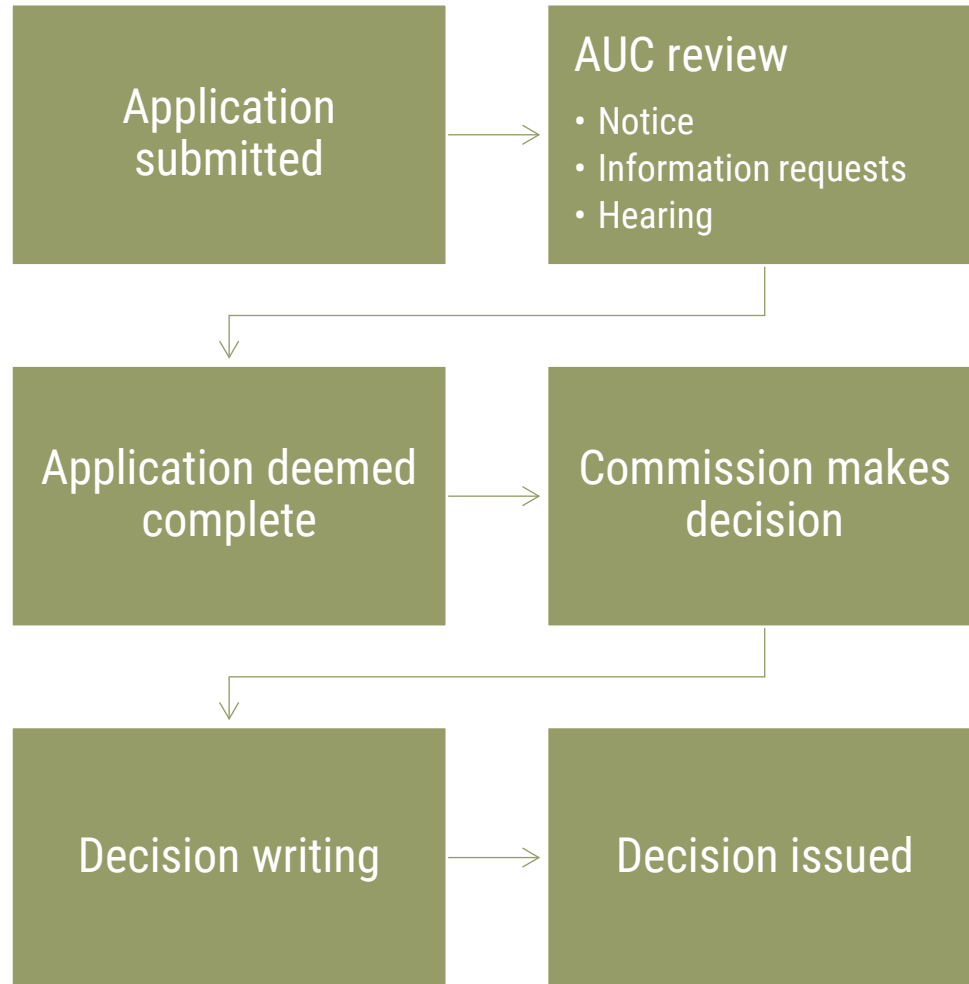 Application
submitted
AUC review
• Notice
• Information requests
• Hearing
Application deemed
complete
Commission makes
decision
Decision writing
Decision issued